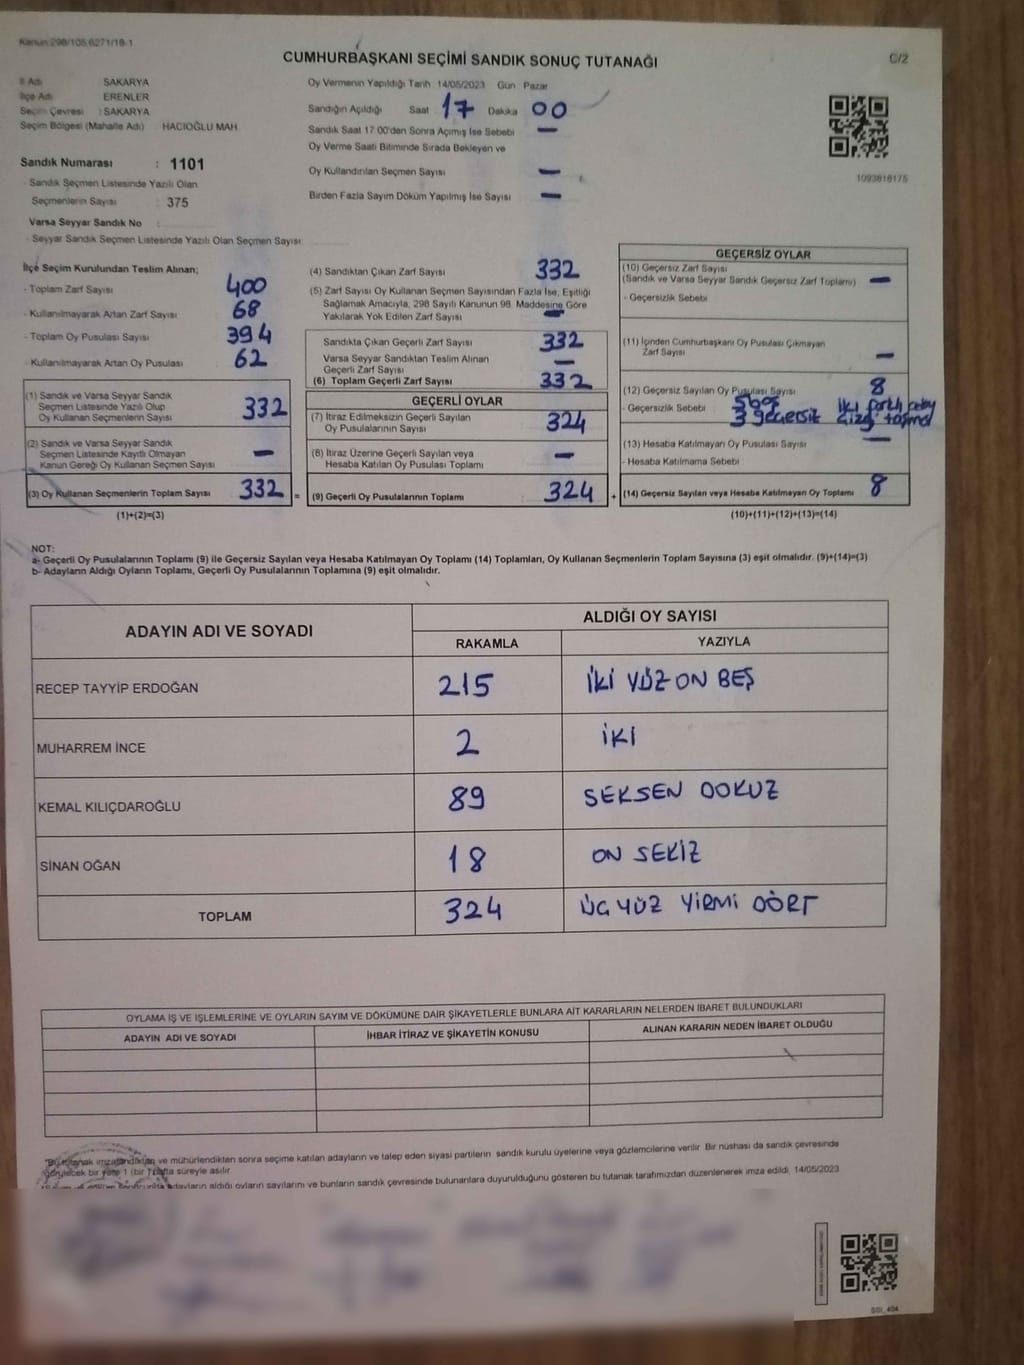 Kanun:298/105,6271/18-1
CUMHURBAŞKANI SEÇİMİ SANDIK SONUÇ TUTANAĞI
C/2
İl Adı SAKARYA
İlçe Adı ERENLER
Seçim Çevresi : SAKARYA
Seçim Bölgesi (Mahalle Adı) HACIOĞLU MAH
Sandık Numarası : 1101
- Sandık Seçmen Listesinde Yazılı Olan
Seçmenlerin Sayısı : 375
Varsa Seyyar Sandık No :
- Seyyar Sandık Seçmen Listesinde Yazılı Olan Seçmen Sayısı:
Oy Vermenin Yapıldığı Tarih 14/05/2023 Gün Pazar
Sandığın Açıldığı Saat 17 Dakika 00
Sandık Saat 17:00'den Sonra Açımış İse Sebebi —
Oy Verme Saati Bitiminde Sırada Bekleyen ve
Oy Kullandırılan Seçmen Sayısı —
Birden Fazla Sayım Döküm Yapılmış İse Sayısı —
1093816175
İlçe Seçim Kurulundan Teslim Alınan;
- Toplam Zarf Sayısı 400
- Kullanılmayarak Artan Zarf Sayısı 68
- Toplam Oy Pusulası Sayısı 394
- Kullanılmayarak Artan Oy Pusulası 62
(1) Sandık ve Varsa Seyyar Sandık
Seçmen Listesinde Yazılı Olup
Oy Kullanan Seçmenlerin Sayısı 332
(2) Sandık ve Varsa Seyyar Sandık
Seçmen Listesinde Kayıtlı Olmayan
Kanun Gereği Oy Kullanan Seçmen Sayısı —
(3) Oy Kullanan Seçmenlerin Toplam Sayısı 332 =
(1)+(2)=(3)
(4) Sandıktan Çıkan Zarf Sayısı 332
(5) Zarf Sayısı Oy Kullanan Seçmen Sayısından Fazla İse, Eşitliği
Sağlamak Amacıyla, 298 Sayılı Kanunun 98. Maddesine Göre
Yakılarak Yok Edilen Zarf Sayısı —
Sandıkta Çıkan Geçerli Zarf Sayısı 332
Varsa Seyyar Sandıktan Teslim Alınan
Geçerli Zarf Sayısı —
(6) Toplam Geçerli Zarf Sayısı 332
GEÇERLİ OYLAR
(7) İtiraz Edilmeksizin Geçerli Sayılan
Oy Pusulalarının Sayısı 324
(8) İtiraz Üzerine Geçerli Sayılan veya
Hesaba Katılan Oy Pusulası Toplamı —
(9) Geçerli Oy Pusulalarının Toplamı 324 +
GEÇERSİZ OYLAR
(10) Geçersiz Zarf Sayısı
(Sandık ve Varsa Seyyar Sandık Geçersiz Zarf Toplamı) —
- Geçersizlik Sebebi
(11) İçinden Cumhurbaşkanı Oy Pusulası Çıkmayan
Zarf Sayısı —
(12) Geçersiz Sayılan Oy Pusulası Sayısı 8
5 boş iki farklı
- Geçersizlik Sebebi 3 geçersiz çizgi
(13) Hesaba Katılmayan Oy Pusulası Sayısı —
- Hesaba Katılmama Sebebi
(14) Geçersiz Sayılan veya Hesaba Katılmayan Oy Toplamı 8
(10)+(11)+(12)+(13)=(14)
NOT:
a- Geçerli Oy Pusulalarının Toplamı (9) ile Geçersiz Sayılan veya Hesaba Katılmayan Oy Toplamı (14) Toplamları, Oy Kullanan Seçmenlerin Toplam Sayısına (3) eşit olmalıdır. (9)+(14)=(3)
b- Adayların Aldığı Oyların Toplamı, Geçerli Oy Pusulalarının Toplamına (9) eşit olmalıdır.
ADAYIN ADI VE SOYADI
ALDIĞI OY SAYISI
RAKAMLA YAZIYLA
RECEP TAYYİP ERDOĞAN 215 İKİ YÜZ ON BEŞ
MUHARREM İNCE 2 İKİ
KEMAL KILIÇDAROĞLU 89 SEKSEN DOKUZ
SİNAN OĞAN 18 ON SEKİZ
TOPLAM 324 ÜÇ YÜZ YİRMİ DÖRT
OYLAMA İŞ VE İŞLEMLERİNE VE OYLARIN SAYIM VE DÖKÜMÜNE DAİR ŞİKAYETLERLE BUNLARA AİT KARARLARIN NELERDEN İBARET BULUNDUKLARI
ADAYIN ADI VE SOYADI İHBAR İTİRAZ VE ŞİKAYETİN KONUSU ALINAN KARARIN NEDEN İBARET OLDUĞU
"Bu tutanak imzalandıktan ve mühürlendikten sonra seçime katılan adayların ve talep eden siyasi partilerin sandık kurulu üyelerine veya gözlemcilerine verilir. Bir nüshası da sandık çevresinde
görülecek bir yere 1 (bir) hafta süreyle asılır.
adayların aldığı oyların sayılarını ve bunların sandık çevresinde bulunanlara duyurulduğunu gösteren bu tutanak tarafımızdan düzenlenerek imza edildi. 14/05/2023
SSI_404